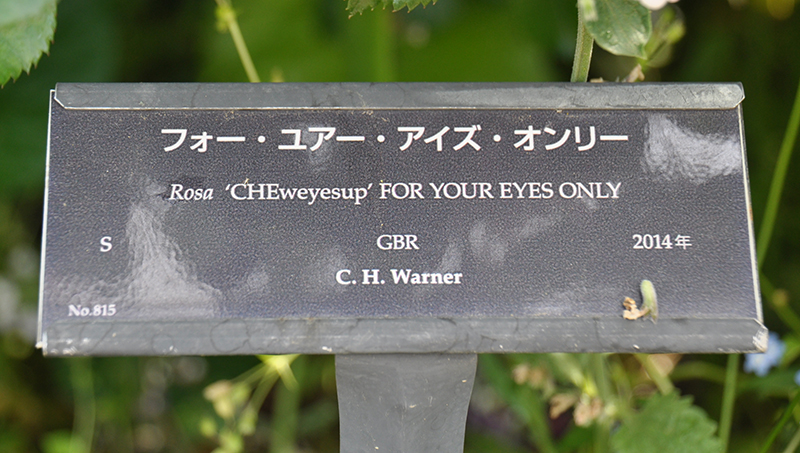 フォー・ユアー・アイズ・オンリー
Rosa ‘CHEweyesup’ FOR YOUR EYES ONLY
S GBR 2014年
C. H. Warner
No.815